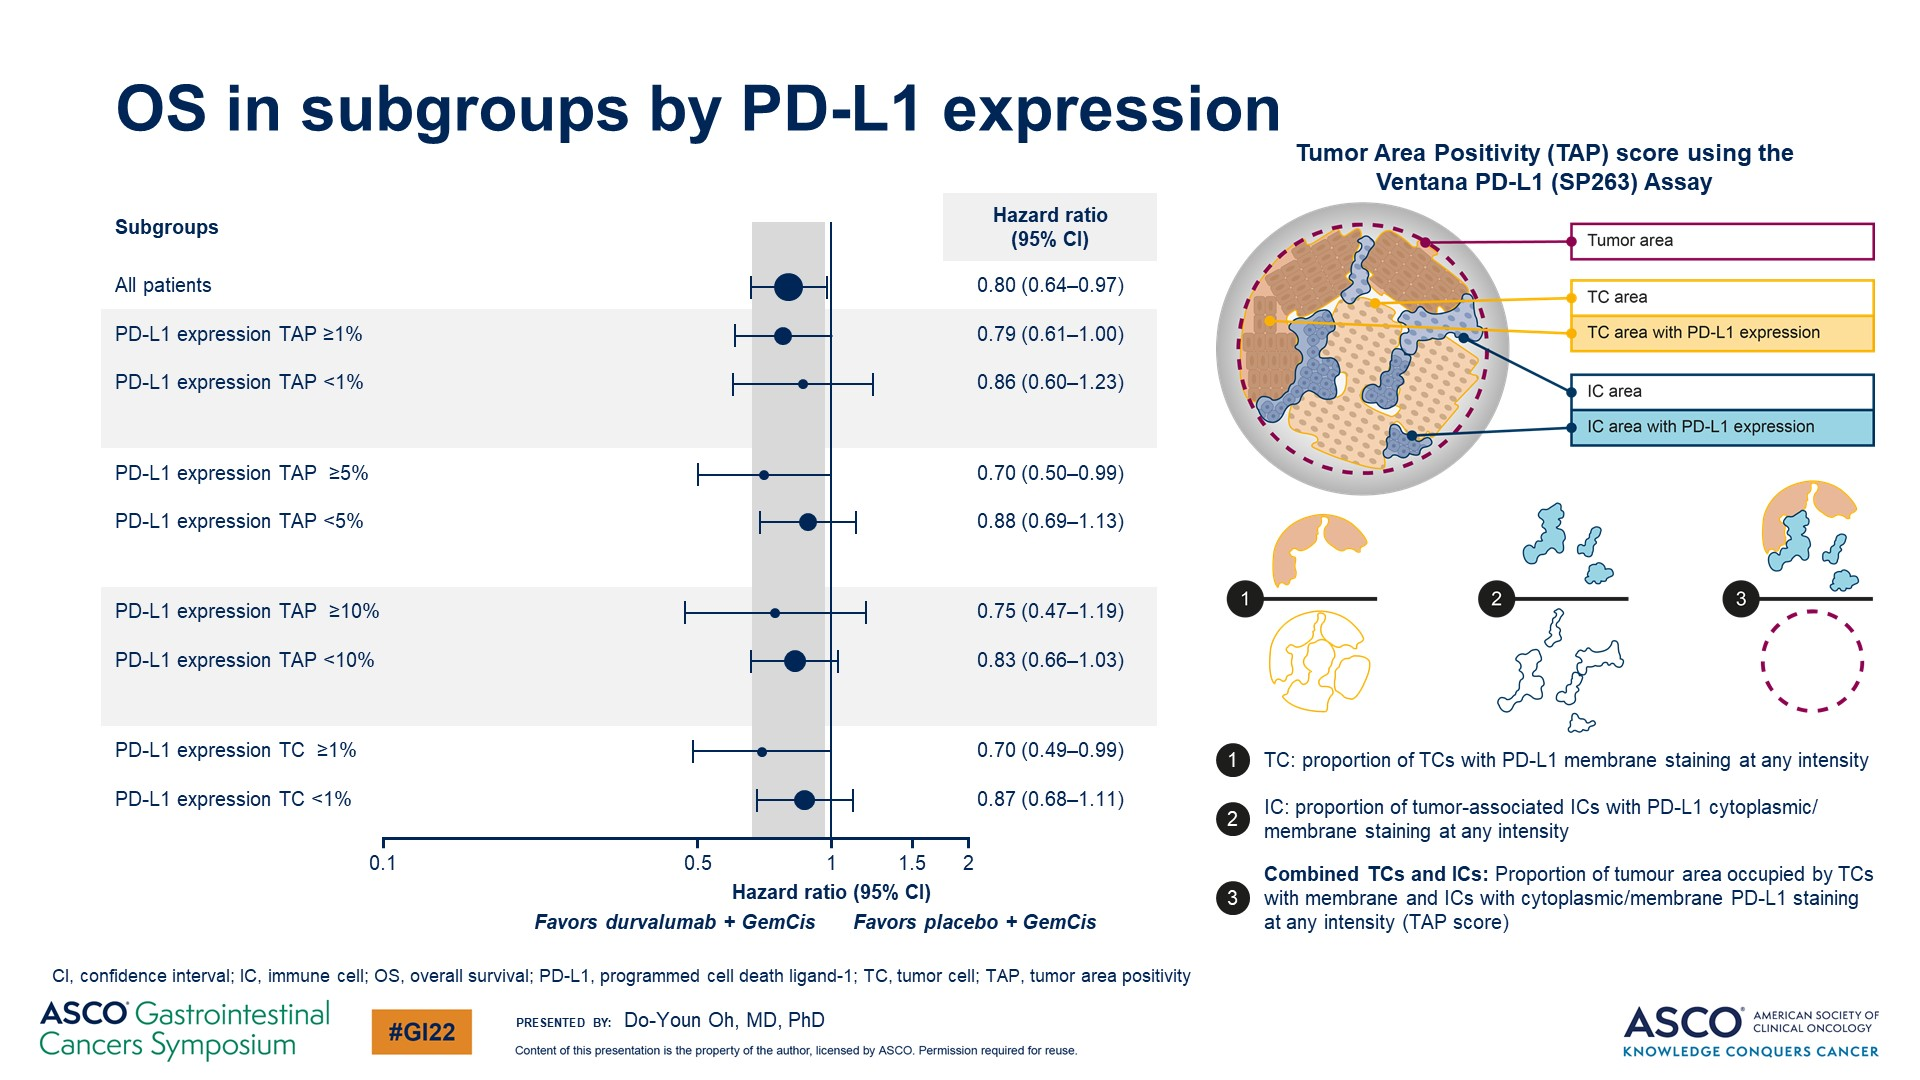 OS in subgroups by PD-L1 expression
Tumor Area Positivity (TAP) score using the
Ventana PD-L1 (SP263) Assay
Subgroups
Hazard ratio
(95% CI)
All patients 0.80 (0.64–0.97)
PD-L1 expression TAP ≥1% 0.79 (0.61–1.00)
PD-L1 expression TAP <1% 0.86 (0.60–1.23)
PD-L1 expression TAP ≥5% 0.70 (0.50–0.99)
PD-L1 expression TAP <5% 0.88 (0.69–1.13)
PD-L1 expression TAP ≥10% 0.75 (0.47–1.19)
PD-L1 expression TAP <10% 0.83 (0.66–1.03)
PD-L1 expression TC ≥1% 0.70 (0.49–0.99)
PD-L1 expression TC <1% 0.87 (0.68–1.11)
0.1 0.5 1 1.5 2
Hazard ratio (95% CI)
Favors durvalumab + GemCis Favors placebo + GemCis
Tumor area
TC area
TC area with PD-L1 expression
IC area
IC area with PD-L1 expression
1 2 3
1 TC: proportion of TCs with PD-L1 membrane staining at any intensity
2 IC: proportion of tumor-associated ICs with PD-L1 cytoplasmic/
membrane staining at any intensity
3 Combined TCs and ICs: Proportion of tumour area occupied by TCs
with membrane and ICs with cytoplasmic/membrane PD-L1 staining
at any intensity (TAP score)
CI, confidence interval; IC, immune cell; OS, overall survival; PD-L1, programmed cell death ligand-1; TC, tumor cell; TAP, tumor area positivity
ASCO Gastrointestinal
Cancers Symposium
#GI22
PRESENTED BY: Do-Youn Oh, MD, PhD
Content of this presentation is the property of the author, licensed by ASCO. Permission required for reuse.
ASCO AMERICAN SOCIETY OF
CLINICAL ONCOLOGY
KNOWLEDGE CONQUERS CANCER